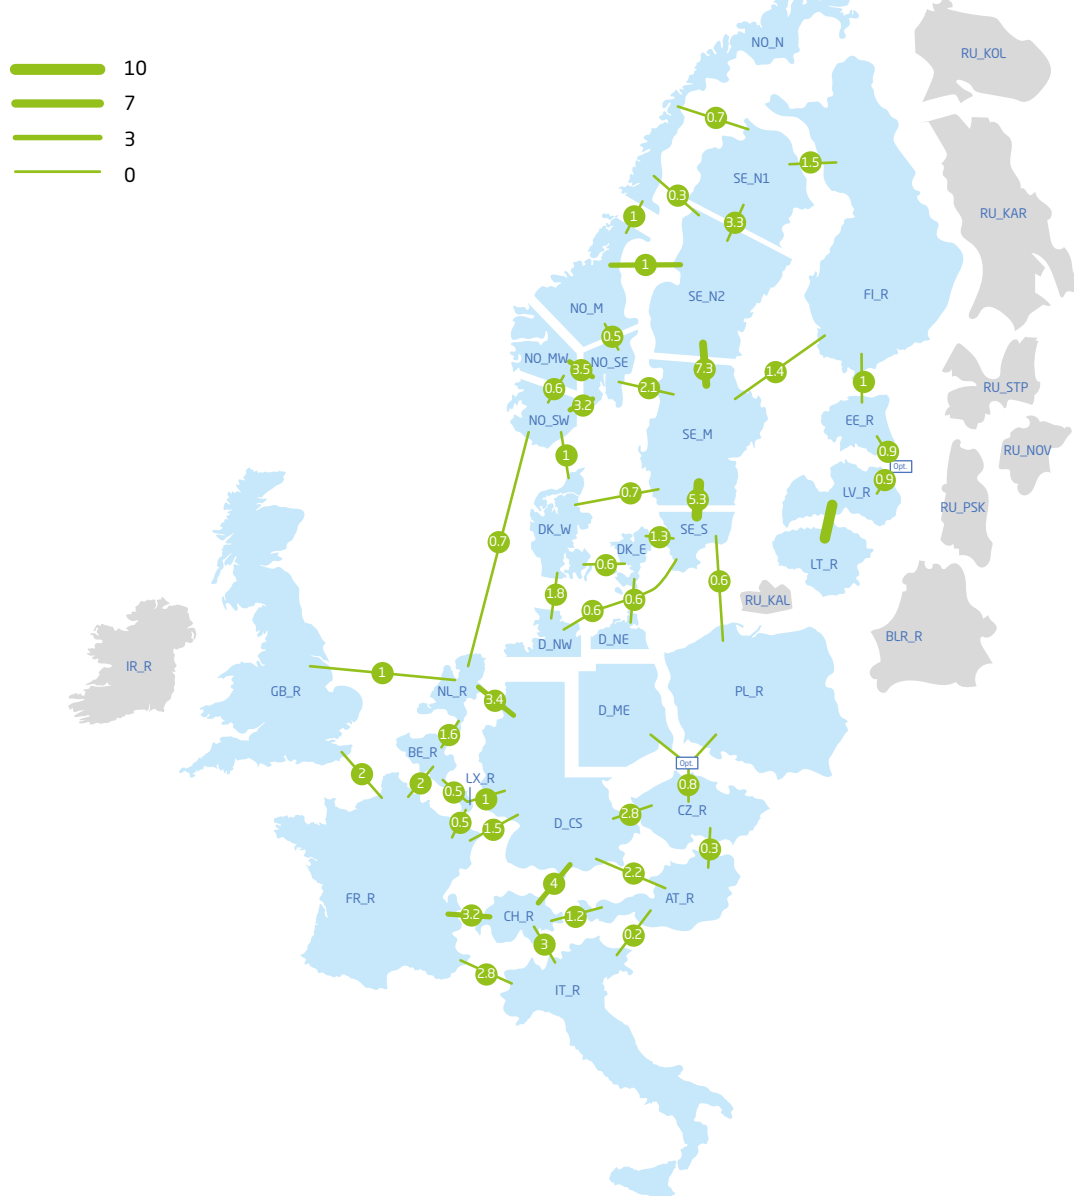 NO_N
RU_KOL
10
7
0.7
3
1.5
0
SE_N1
0.3
RU_KAR
1
3.3
1
SE_N2
FI_R
NO_M
0.5
NO_MW
NO_SE
3.5
7.3
1.4
1
0.6
2.1
RU_STP
3.2
NO_SW
EE_R
SE_M
1
0.9
RU_NOV
Opt.
0.9
0.7
LV_R
5.3
RU_PSK
DK_W
SE_S
0.7
1.3
DK_E
0.6
LT_R
0.6
1.8
0.6
RU_KAL
0.6
D_NW
D_NE
BLR_R
IR_R
1
GB_R
NL_R
3.4
PL_R
D_ME
1.6
BE_R
Opt.
2
LX_R
2
0.5
1
0.8
CZ_R
2.8
0.5
1.5
D_CS
0.3
2.2
4
FR_R
AT_R
3.2
CH_R
1.2
0.2
3
2.8
IT_R